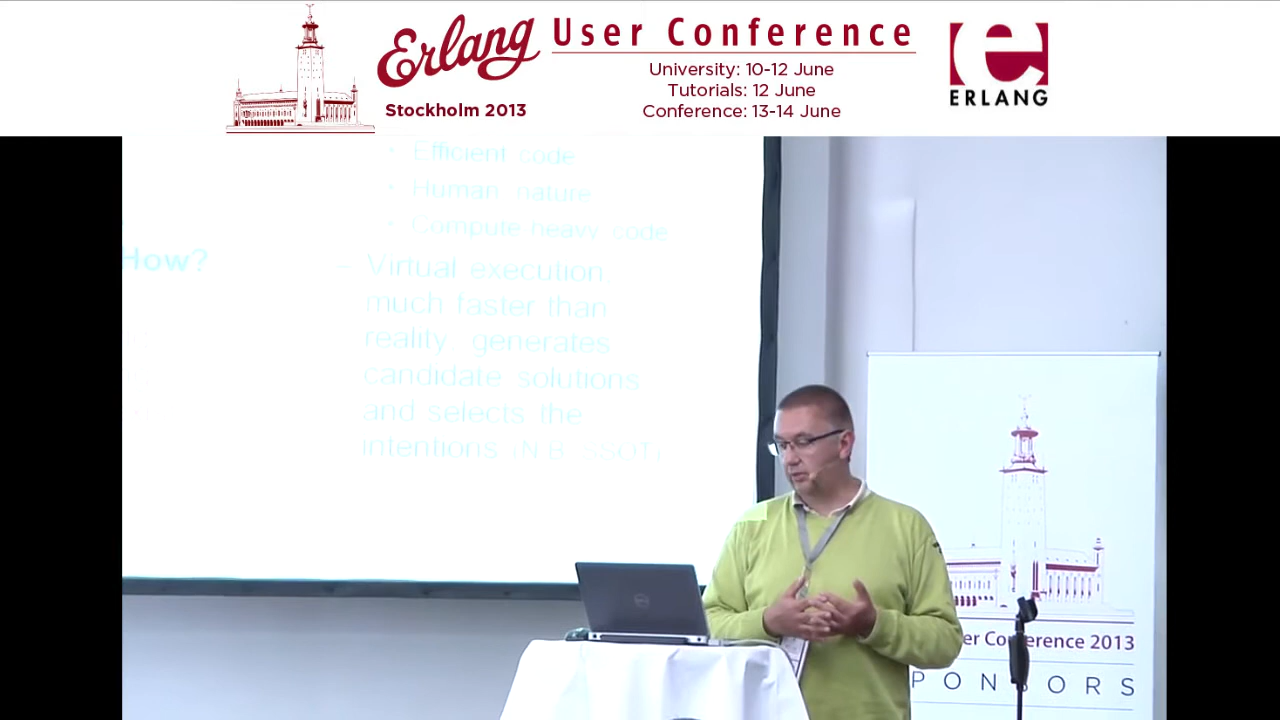 Erlang User Conference
Stockholm 2013
University: 10-12 June
Tutorials: 12 June
Conference: 13-14 June
ERLANG
• Efficient code
• Human nature
• Compute heavy code
How?
– Virtual execution,
much faster than
reality, generates
candidate solutions
and selects the
intentions (N.B. SSOT)
er Conference 2013
PONSORS